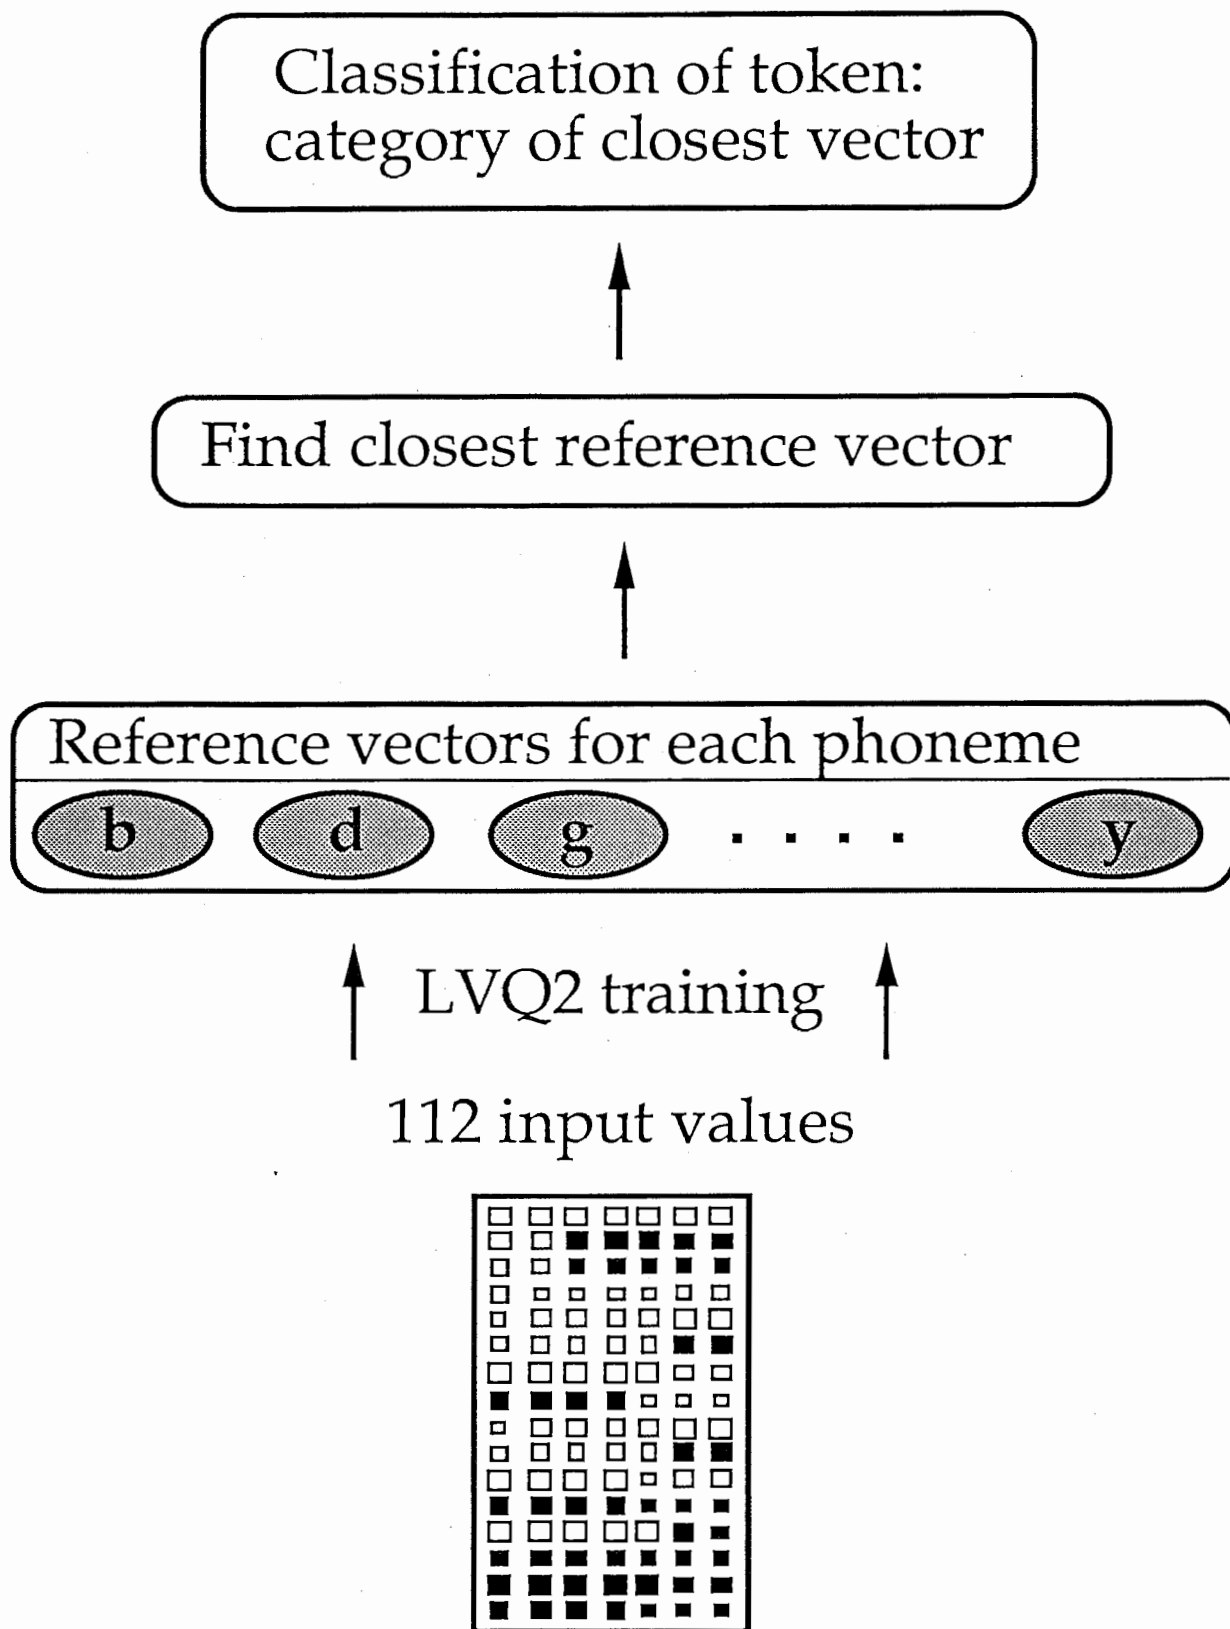 Classification of token:
category of closest vector
Find closest reference vector
Reference vectors for each phoneme
b d g . . . . y
LVQ2 training
112 input values